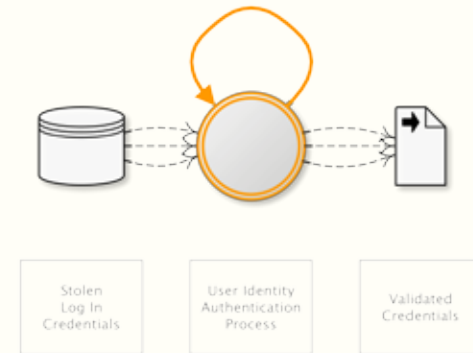 Stolen
Log In
Credentials
User Identity
Authentication
Process
Validated
Credentials